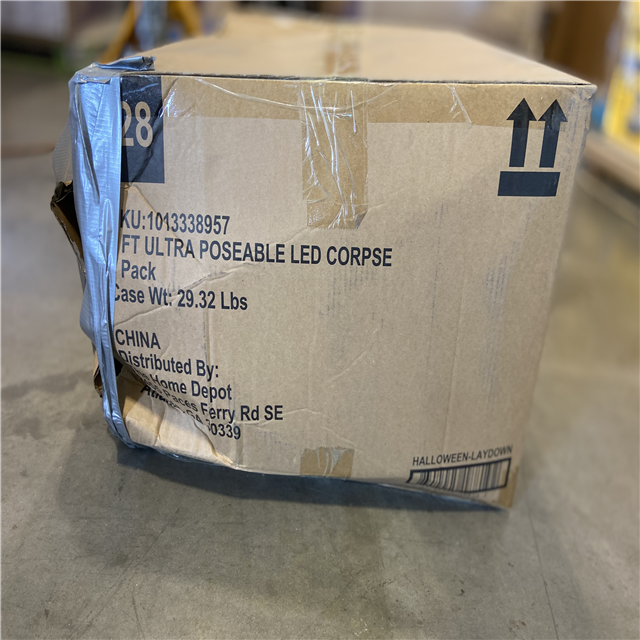 28
KU:1013338957
FT ULTRA POSEABLE LED CORPSE
Pack
Case Wt: 29.32 Lbs
CHINA
Distributed By:
Home Depot
Ferry Rd SE
30339
HALLOWEEN-LAYDOWN